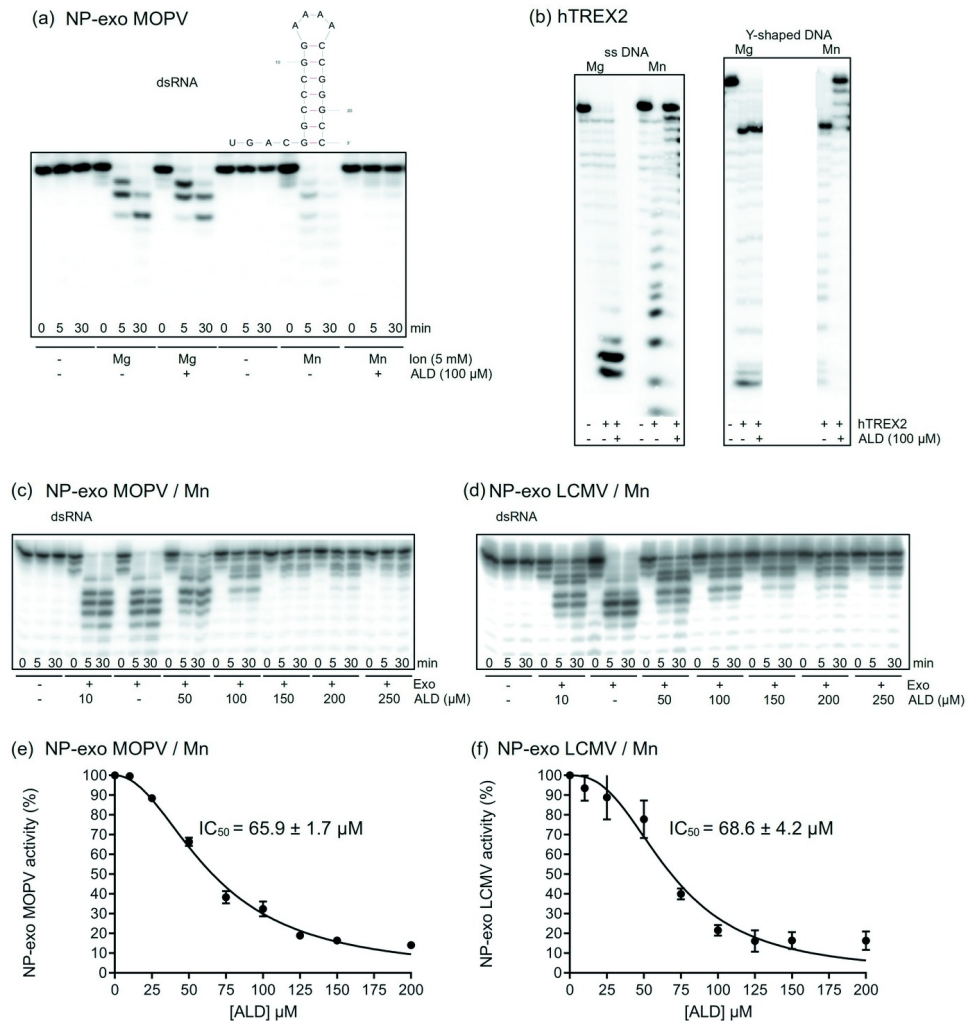 (a) NP-exo MOPV
dsRNA
A A A A
G C
10 G C
C G
C G
C G 20
G C
U G A C G C 3'
0 5 30 0 5 30 0 5 30 0 5 30 0 5 30 0 5 30 min
- Mg Mg - Mn Mn Ion (5 mM)
- - + - - + ALD (100 µM)
(b) hTREX2
ss DNA
Mg Mn
Y-shaped DNA
Mg Mn
- + + - + + - + + + + hTREX2
- - + - - + - - + - + ALD (100 µM)
(c) NP-exo MOPV / Mn
dsRNA
0 5 30 0 5 30 0 5 30 0 5 30 0 5 30 0 5 30 0 5 30 0 5 30 min
- + + + + + + + Exo
- 10 - 50 100 150 200 250 ALD (µM)
(d) NP-exo LCMV / Mn
dsRNA
0 5 30 0 5 30 0 5 30 0 5 30 0 5 30 0 5 30 0 5 30 0 5 30 min
- + + + + + + + Exo
- 10 - 50 100 150 200 250 ALD (µM)
(e) NP-exo MOPV / Mn
NP-exo MOPV activity (%)
100
90
80
70
60
50
40
30
20
10
0
IC50 = 65.9 ± 1.7 µM
0 25 50 75 100 125 150 175 200
[ALD] µM
(f) NP-exo LCMV / Mn
NP-exo LCMV activity (%)
100
90
80
70
60
50
40
30
20
10
0
IC50 = 68.6 ± 4.2 µM
0 25 50 75 100 125 150 175 200
[ALD] µM